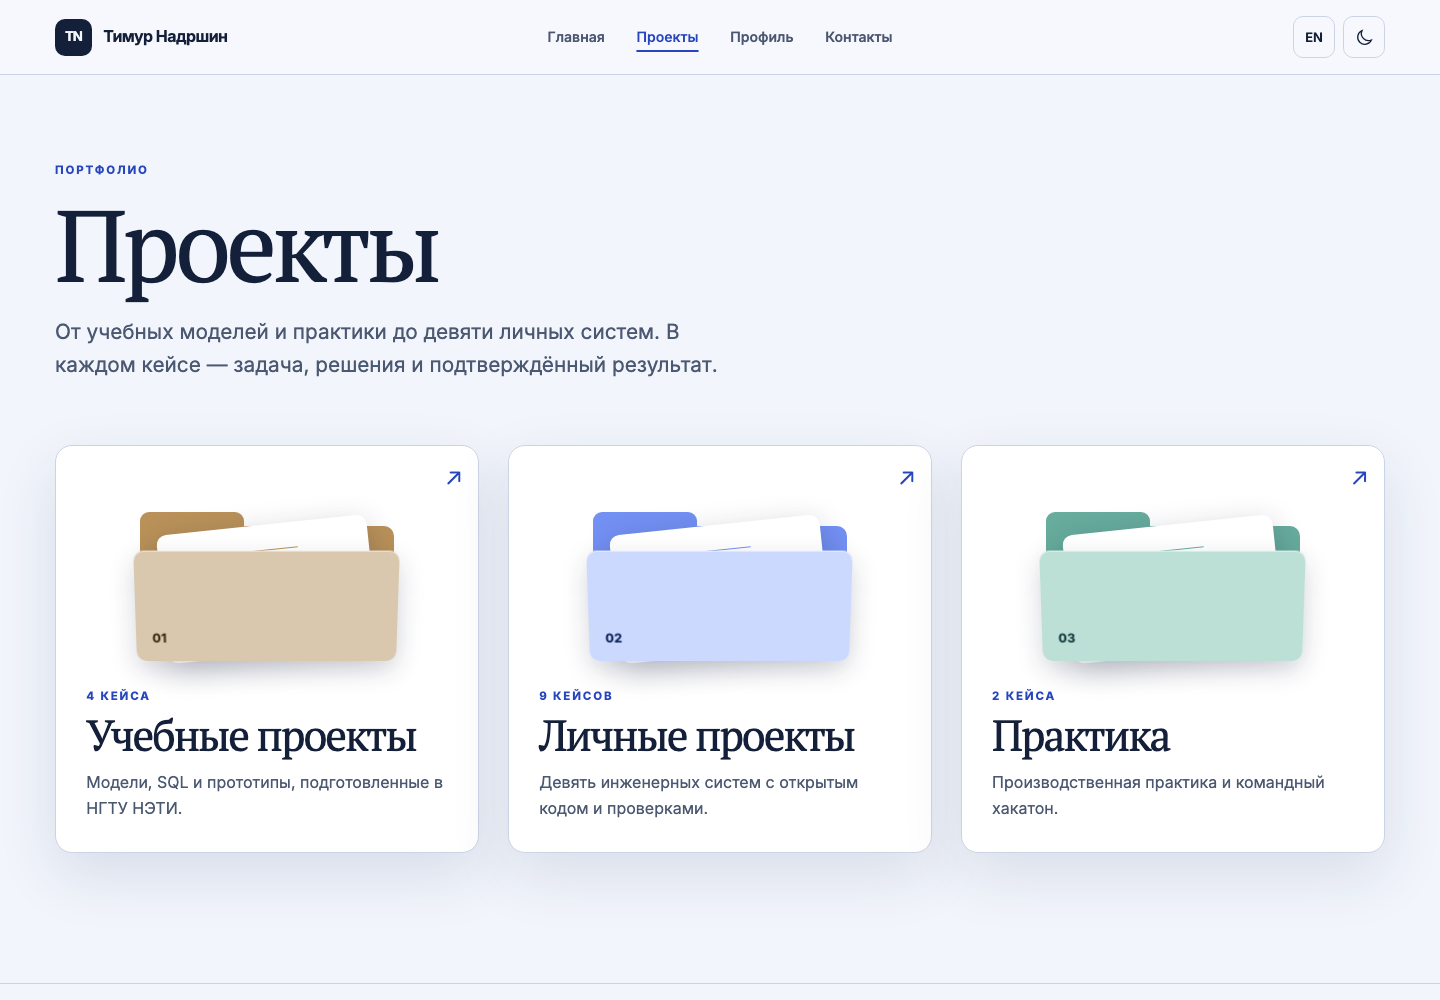 TN Тимур Надршин
Главная Проекты Профиль Контакты
EN
ПОРТФОЛИО
Проекты
От учебных моделей и практики до девяти личных систем. В
каждом кейсе — задача, решения и подтверждённый результат.
01
4 КЕЙСА
Учебные проекты
Модели, SQL и прототипы, подготовленные в
НГТУ НЭТИ.
02
9 КЕЙСОВ
Личные проекты
Девять инженерных систем с открытым
кодом и проверками.
03
2 КЕЙСА
Практика
Производственная практика и командный
хакатон.